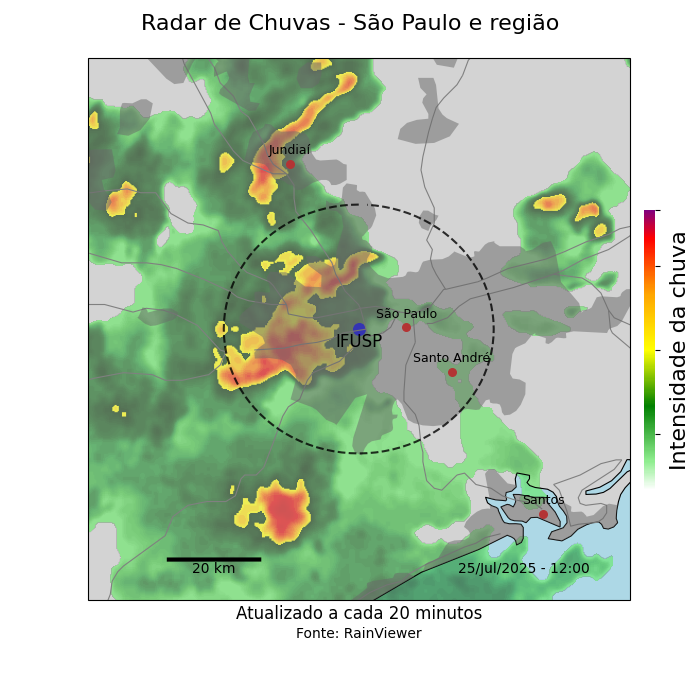 Radar de Chuvas - São Paulo e região
Jundiaí
São Paulo
IFUSP
Santo André
Santos
20 km
25/Jul/2025 - 12:00
Intensidade da chuva
Atualizado a cada 20 minutos
Fonte: RainViewer